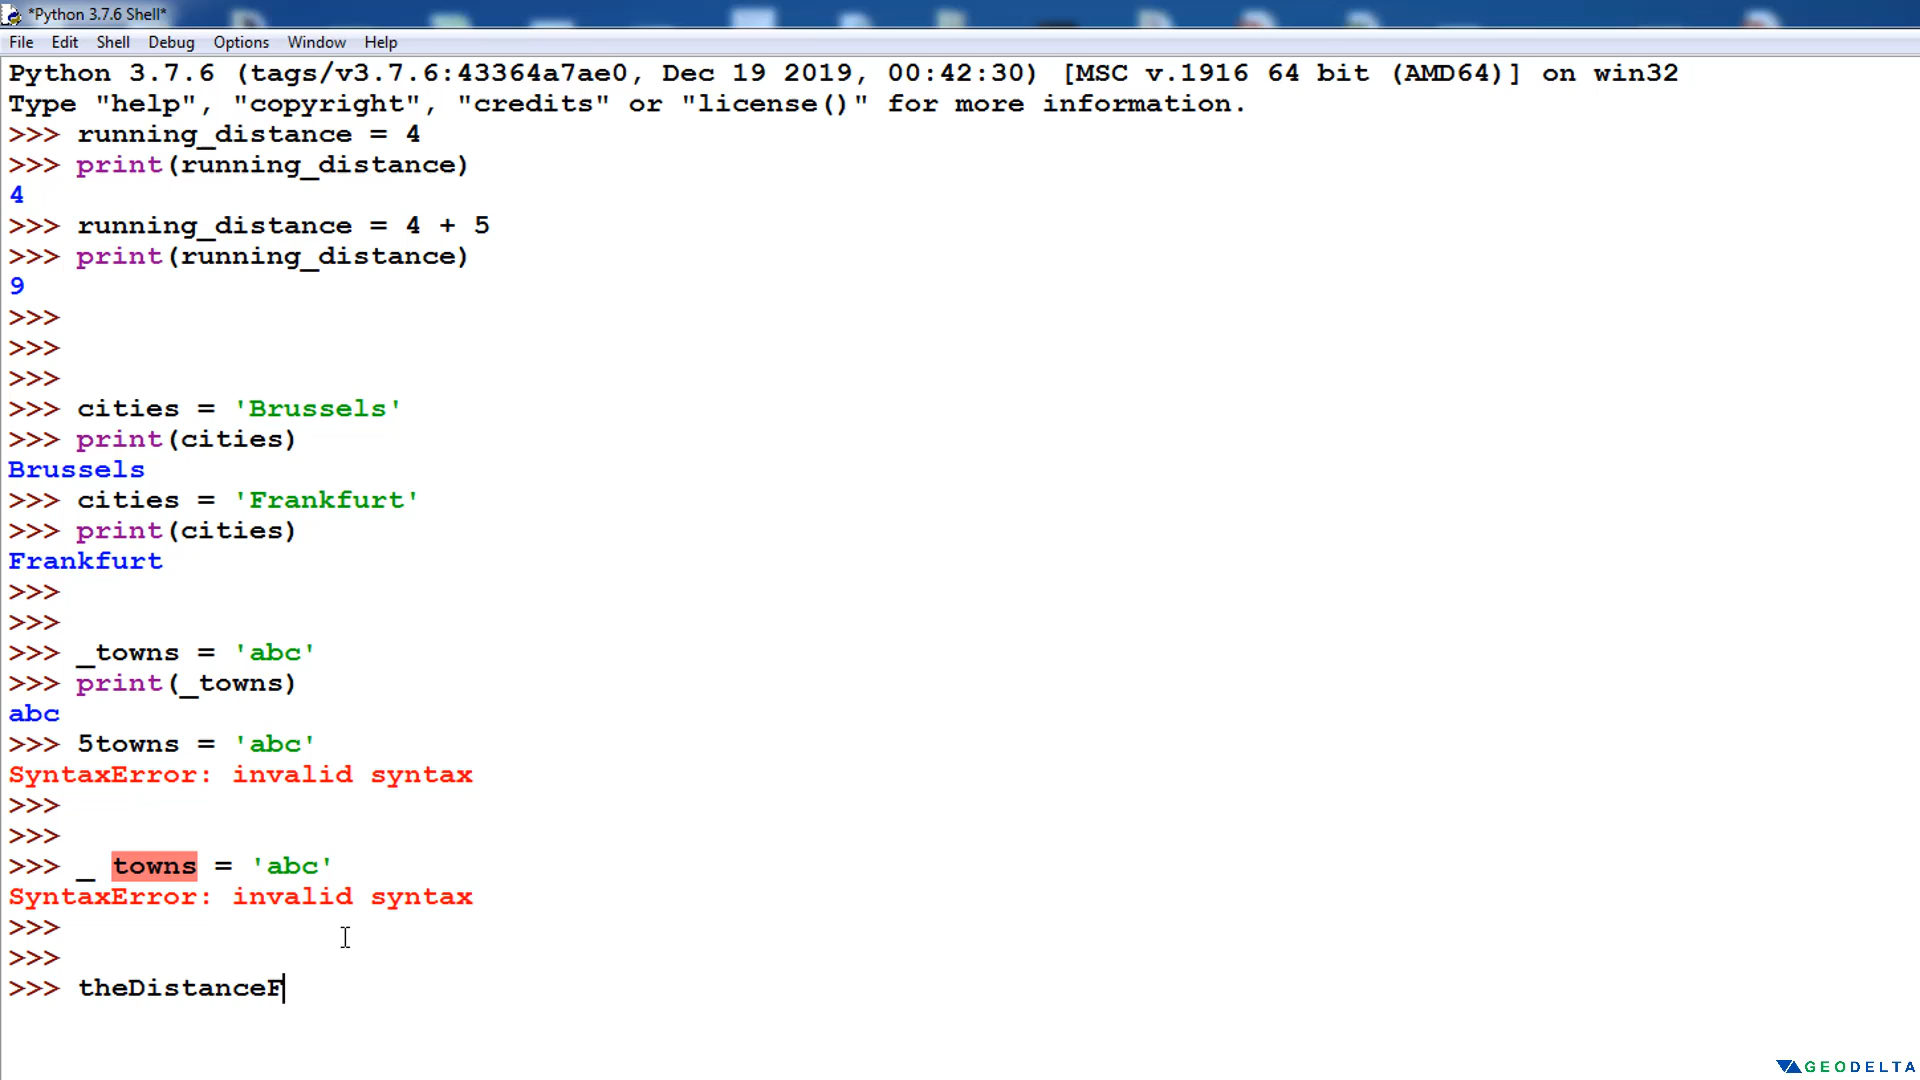 *Python 3.7.6 Shell*
File Edit Shell Debug Options Window Help
Python 3.7.6 (tags/v3.7.6:43364a7ae0, Dec 19 2019, 00:42:30) [MSC v.1916 64 bit (AMD64)] on win32
Type "help", "copyright", "credits" or "license()" for more information.
>>> running_distance = 4
>>> print(running_distance)
4
>>> running_distance = 4 + 5
>>> print(running_distance)
9
>>>
>>>
>>>
>>> cities = 'Brussels'
>>> print(cities)
Brussels
>>> cities = 'Frankfurt'
>>> print(cities)
Frankfurt
>>>
>>>
>>> _towns = 'abc'
>>> print(_towns)
abc
>>> 5towns = 'abc'
SyntaxError: invalid syntax
>>>
>>>
>>> _ towns = 'abc'
SyntaxError: invalid syntax
>>>
>>>
>>> theDistanceF
GEODELTA